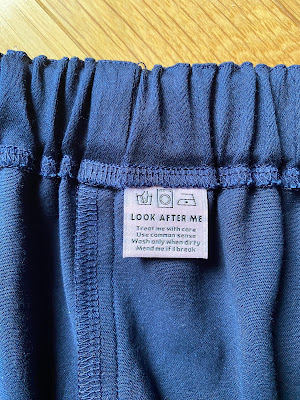 LOOK AFTER ME
Treat me with care
Use common sense
Wash only when dirty
Mend me if I break